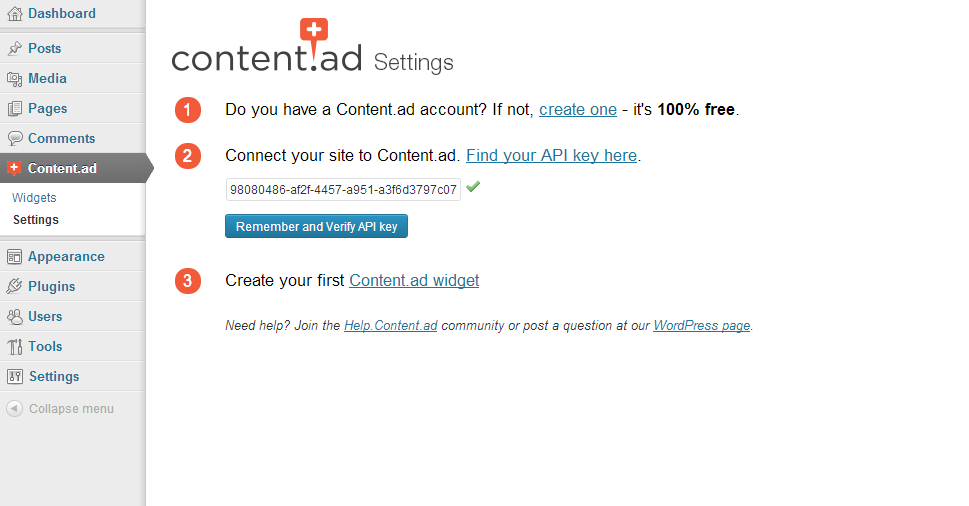 Dashboard
Posts
Media
Pages
Comments
Content.ad
Widgets
Settings
Appearance
Plugins
Users
Tools
Settings
Collapse menu
content.ad Settings
1 Do you have a Content.ad account? If not, create one - it's 100% free.
2 Connect your site to Content.ad. Find your API key here.
98080486-af2f-4457-a951-a3f6d3797c07
Remember and Verify API key
3 Create your first Content.ad widget
Need help? Join the Help.Content.ad community or post a question at our WordPress page.